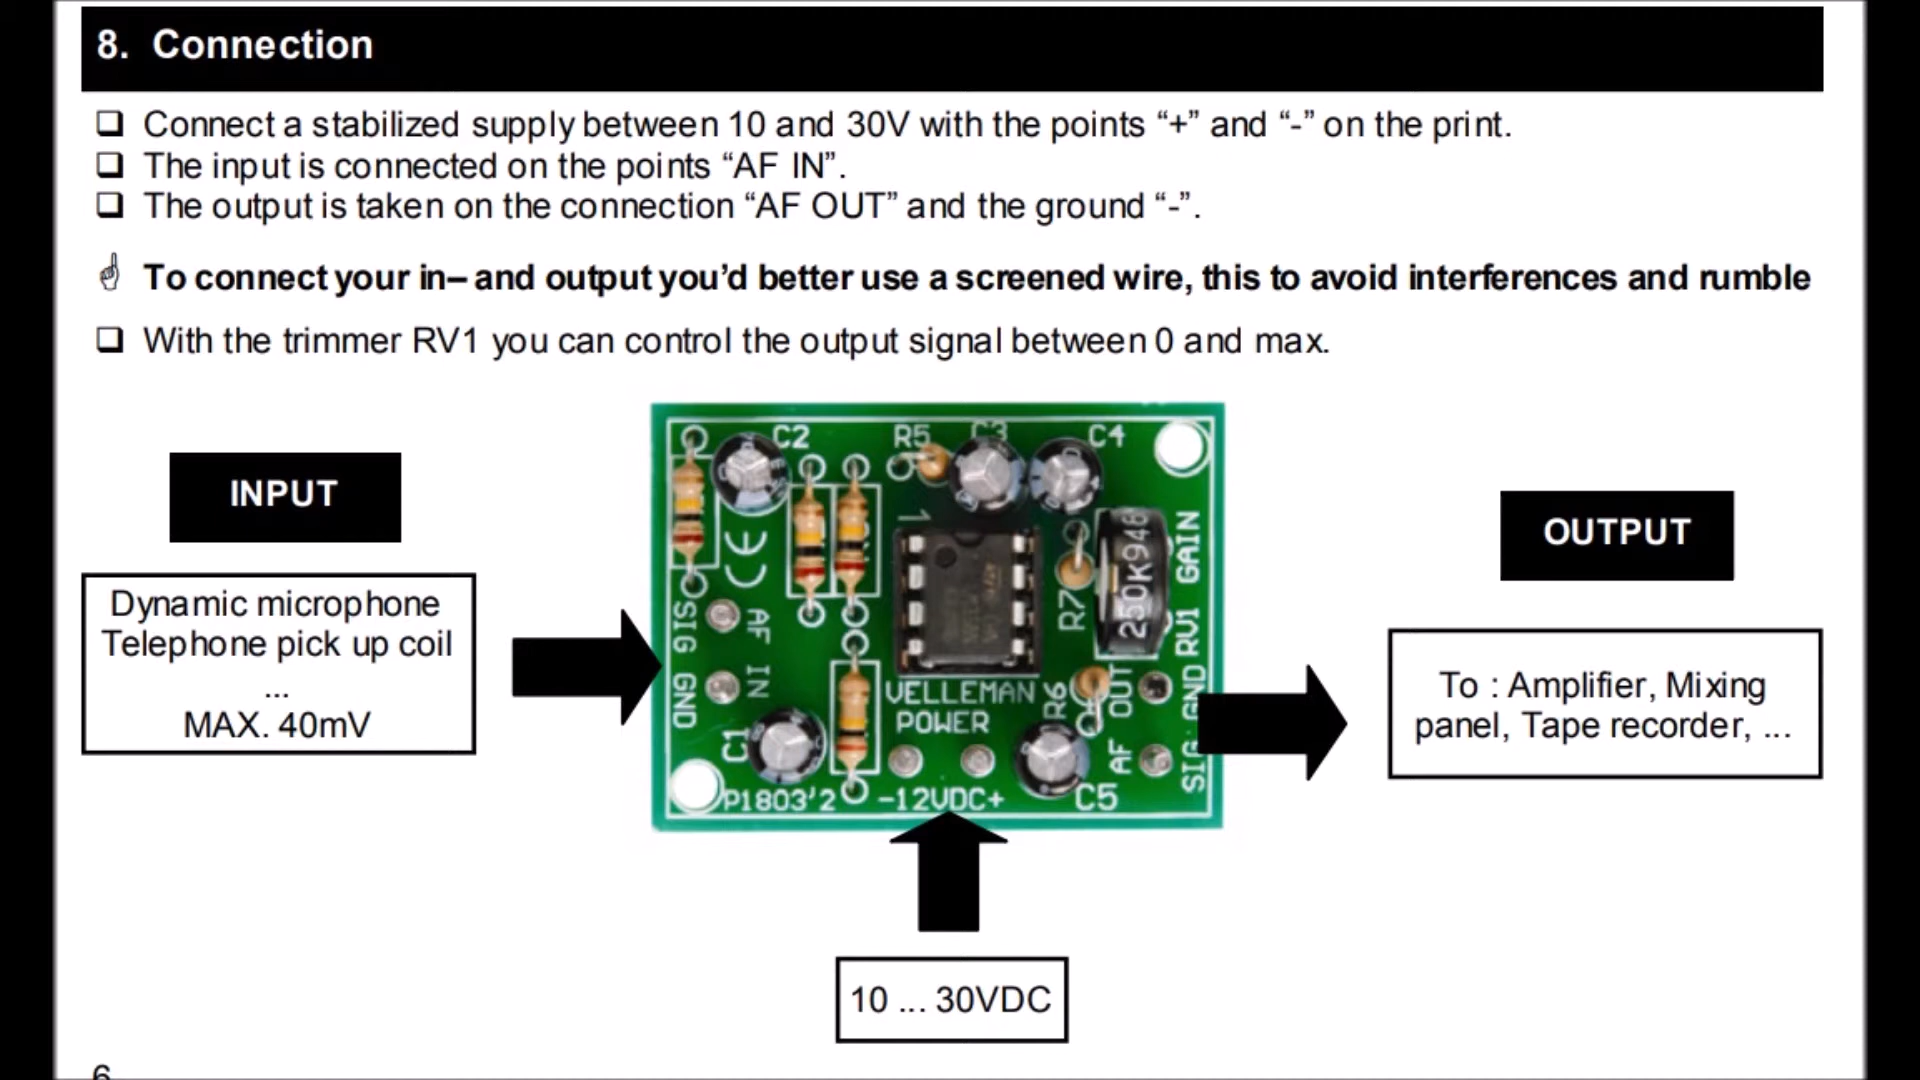 8. Connection
❑ Connect a stabilized supply between 10 and 30V with the points “+” and “-” on the print.
❑ The input is connected on the points “AF IN”.
❑ The output is taken on the connection “AF OUT” and the ground “-”.
☝ To connect your in– and output you’d better use a screened wire, this to avoid interferences and rumble
❑ With the trimmer RV1 you can control the output signal between 0 and max.
INPUT
Dynamic microphone
Telephone pick up coil
...
MAX. 40mV
C2
R5
C3
C4
1
CE
SIG GND
AF IN
R7
250K
RV1 GAIN
VELLEMAN
POWER
R6
AF OUT
SIG GND
C1
P1803'2
-12VDC+
C5
OUTPUT
To : Amplifier, Mixing
panel, Tape recorder, ...
10 ... 30VDC
6